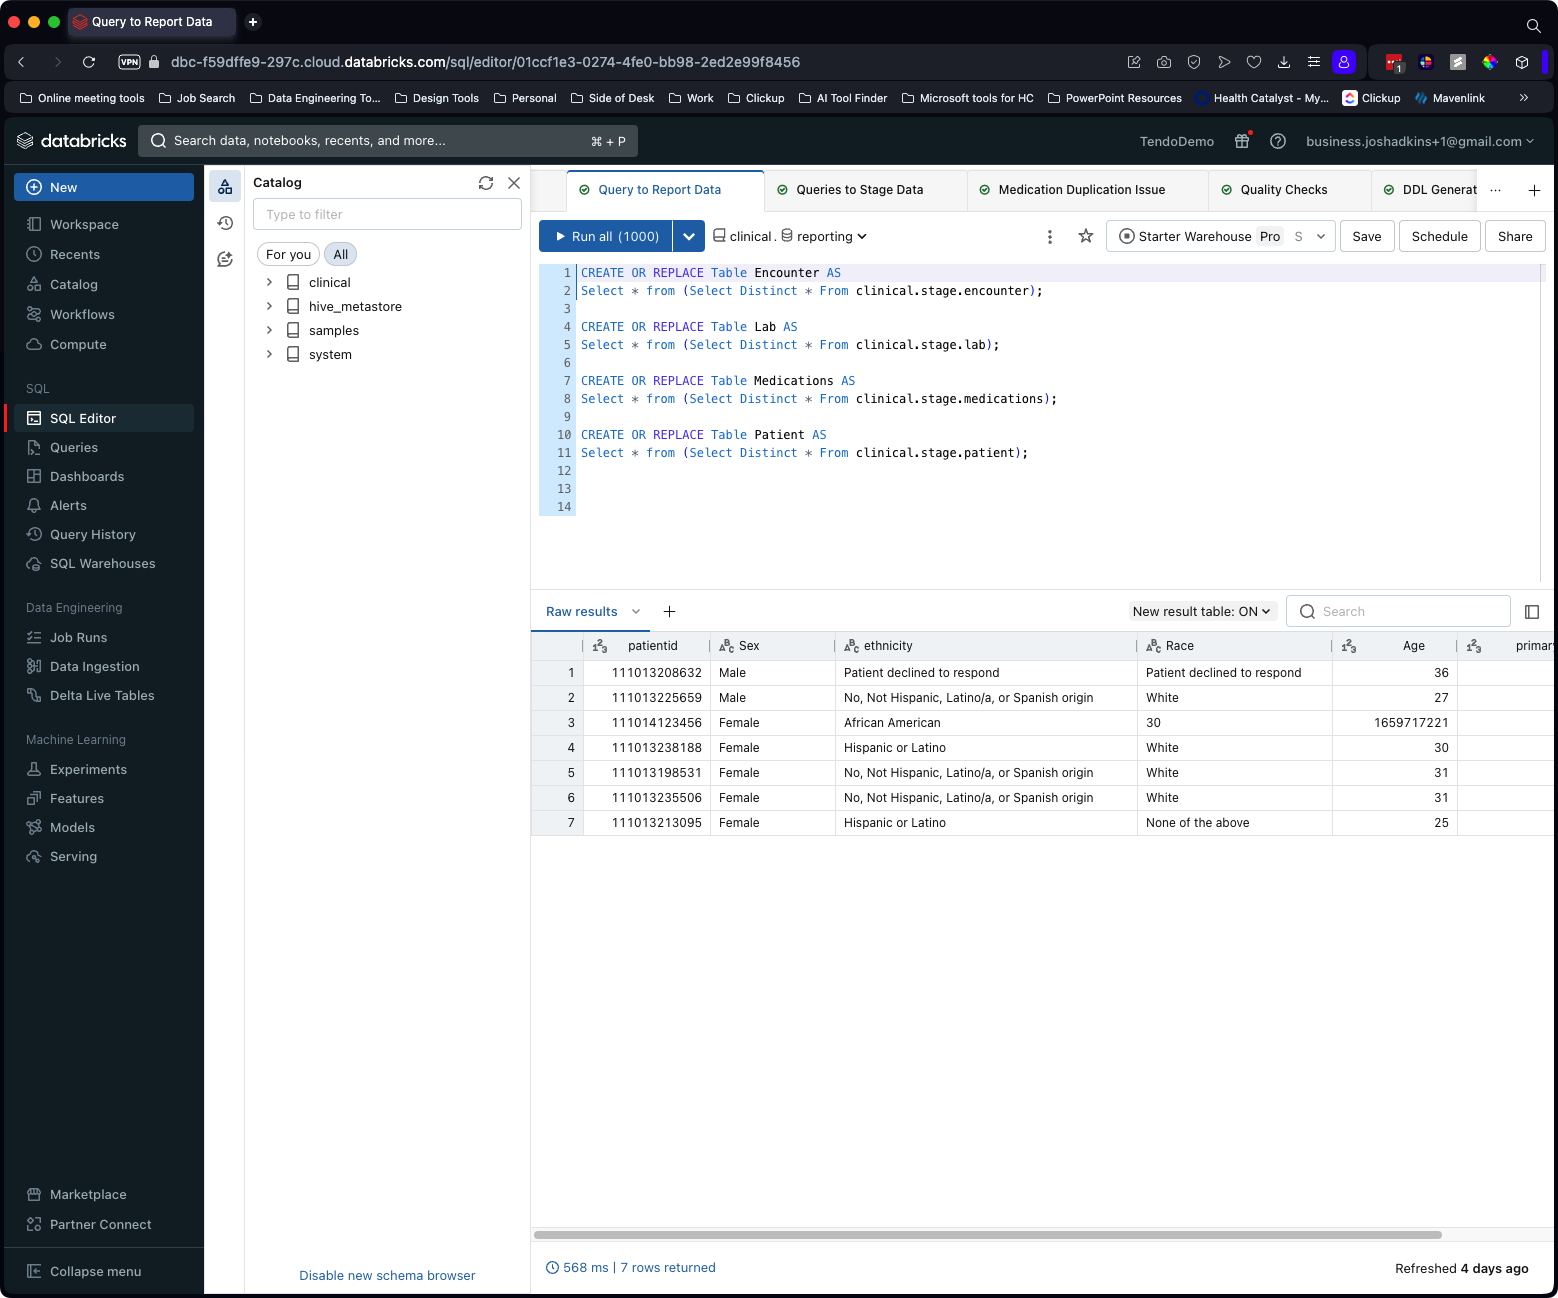 Query to Report Data
VPN
dbc-f59dffe9-297c.cloud.databricks.com/sql/editor/01ccf1e3-0274-4fe0-bb98-2ed2e99f8456
1
Online meeting tools
Job Search
Data Engineering To...
Design Tools
Personal
Side of Desk
Work
Clickup
AI Tool Finder
Microsoft tools for HC
PowerPoint Resources
Health Catalyst - My...
Clickup
Mavenlink
databricks
Search data, notebooks, recents, and more...
⌘ + P
TendoDemo
business.joshadkins+1@gmail.com
New
Workspace
Recents
Catalog
Workflows
Compute
SQL
SQL Editor
Queries
Dashboards
Alerts
Query History
SQL Warehouses
Data Engineering
Job Runs
Data Ingestion
Delta Live Tables
Machine Learning
Experiments
Features
Models
Serving
Marketplace
Partner Connect
Collapse menu
Catalog
Type to filter
For you
All
clinical
hive_metastore
samples
system
Disable new schema browser
Query to Report Data
Queries to Stage Data
Medication Duplication Issue
Quality Checks
DDL Generat
Run all (1000)
clinical . reporting
Starter Warehouse Pro S
Save
Schedule
Share
1 CREATE OR REPLACE Table Encounter AS
2 Select * from (Select Distinct * From clinical.stage.encounter);
3
4 CREATE OR REPLACE Table Lab AS
5 Select * from (Select Distinct * From clinical.stage.lab);
6
7 CREATE OR REPLACE Table Medications AS
8 Select * from (Select Distinct * From clinical.stage.medications);
9
10 CREATE OR REPLACE Table Patient AS
11 Select * from (Select Distinct * From clinical.stage.patient);
12
13
14
Raw results
New result table: ON
Search
patientid Sex ethnicity Race Age primary
1 111013208632 Male Patient declined to respond Patient declined to respond 36
2 111013225659 Male No, Not Hispanic, Latino/a, or Spanish origin White 27
3 111014123456 Female African American 30 1659717221
4 111013238188 Female Hispanic or Latino White 30
5 111013198531 Female No, Not Hispanic, Latino/a, or Spanish origin White 31
6 111013235506 Female No, Not Hispanic, Latino/a, or Spanish origin White 31
7 111013213095 Female Hispanic or Latino None of the above 25
568 ms | 7 rows returned
Refreshed 4 days ago